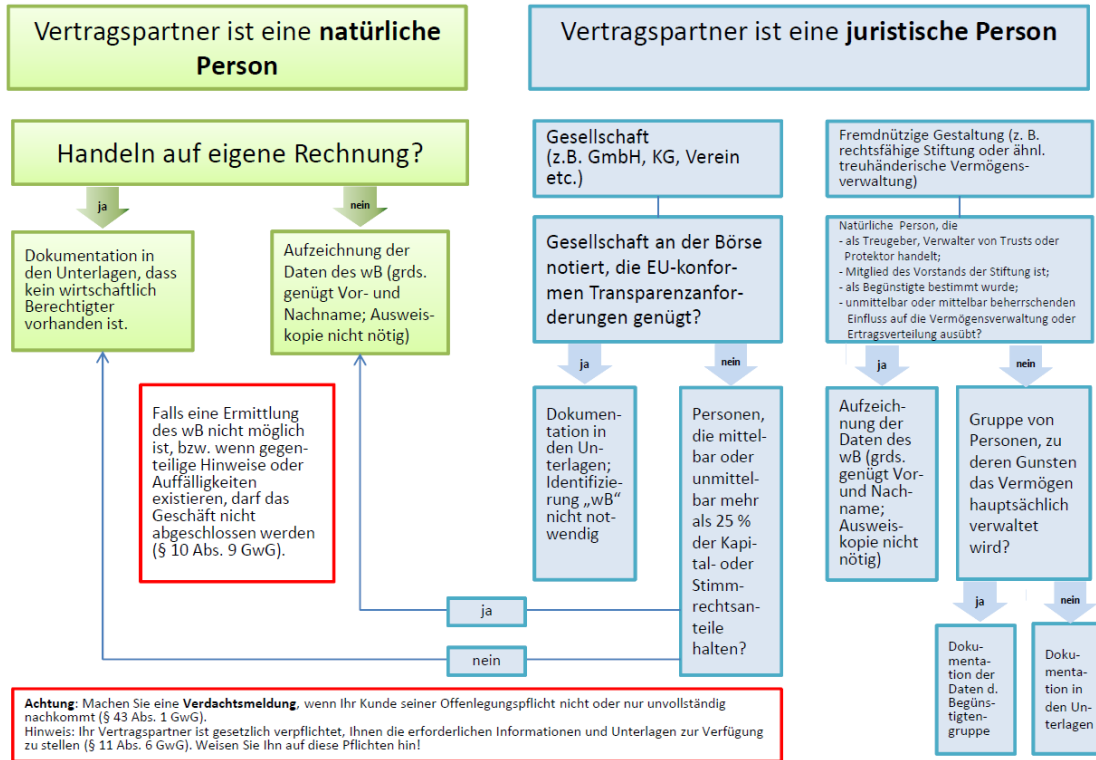 Vertragspartner ist eine natürliche
Person
Handeln auf eigene Rechnung?
ja
nein
Dokumentation in
den Unterlagen, dass
kein wirtschaftlich
Berechtigter
vorhanden ist.
Aufzeichnung der
Daten des wB (grds.
genügt Vor- und
Nachname; Ausweis-
kopie nicht nötig)
Falls eine Ermittlung
des wB nicht möglich
ist, bzw. wenn gegen-
teilige Hinweise oder
Auffälligkeiten
existieren, darf das
Geschäft nicht
abgeschlossen werden
(§ 10 Abs. 9 GwG).
Vertragspartner ist eine juristische Person
Gesellschaft
(z.B. GmbH, KG, Verein
etc.)
Gesellschaft an der Börse
notiert, die EU-konfor-
men Transparenzanfor-
derungen genügt?
ja
nein
Dokumen-
tation in
den Un-
terlagen;
Identifizie-
rung „wB“
nicht not-
wendig
Personen,
die mittel-
bar oder
unmittel-
bar mehr
als 25 %
der Kapi-
tal- oder
Stimm-
rechtsan-
teile
halten?
ja
nein
Fremdnützige Gestaltung (z. B.
rechtsfähige Stiftung oder ähnl.
treuhänderische Vermögens-
verwaltung)
Natürliche Person, die
- als Treugeber, Verwalter von Trusts oder
Protektor handelt;
- Mitglied des Vorstands der Stiftung ist;
- als Begünstigte bestimmt wurde;
- unmittelbar oder mittelbar beherrschenden
Einfluss auf die Vermögensverwaltung oder
Ertragsverteilung ausübt?
ja
nein
Aufzeich-
nung der
Daten des
wB (grds.
genügt Vor-
und Nach-
name;
Ausweis-
kopie nicht
nötig)
Gruppe von
Personen, zu
deren Gunsten
das Vermögen
hauptsächlich
verwaltet
wird?
ja
nein
Doku-
menta-
tion der
Daten d.
Begüns-
tigten-
gruppe
Doku-
menta-
tion in
den Un-
terlagen
Achtung: Machen Sie eine Verdachtsmeldung, wenn Ihr Kunde seiner Offenlegungspflicht nicht oder nur unvollständig
nachkommt (§ 43 Abs. 1 GwG).
Hinweis: Ihr Vertragspartner ist gesetzlich verpflichtet, Ihnen die erforderlichen Informationen und Unterlagen zur Verfügung
zu stellen (§ 11 Abs. 6 GwG). Weisen Sie Ihn auf diese Pflichten hin!